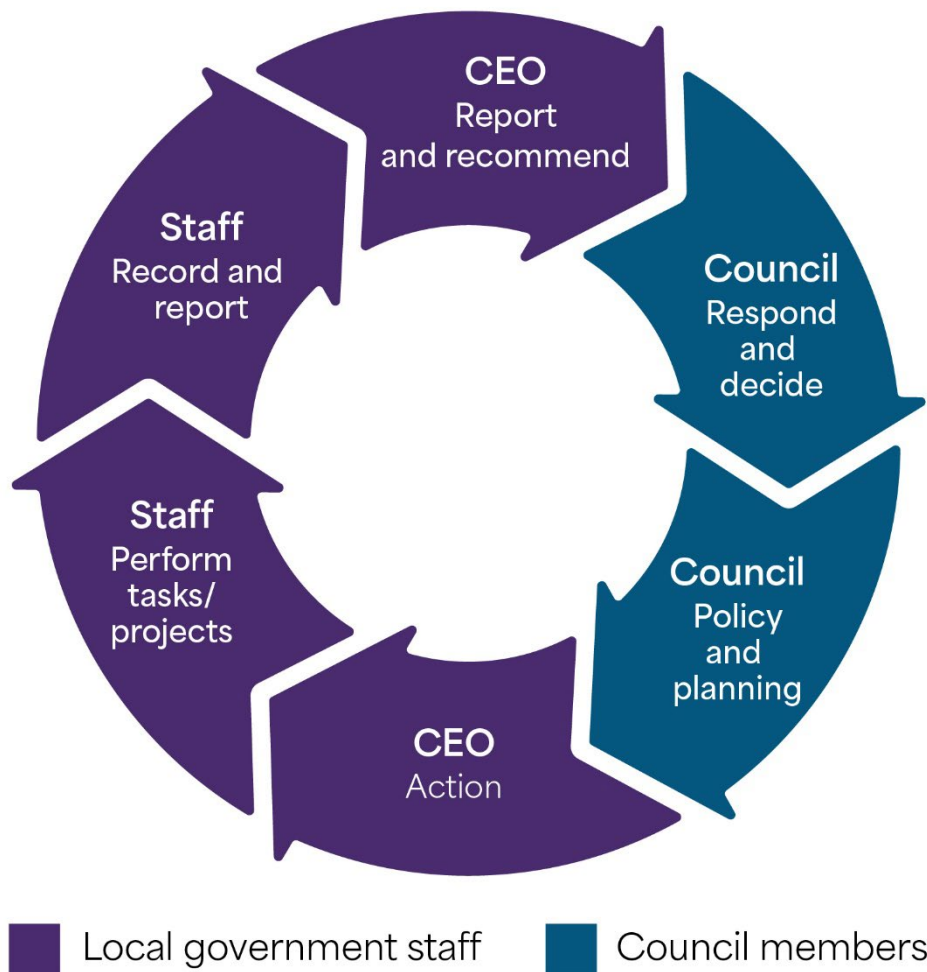 CEO
Report
and recommend
Council
Respond
and
decide
Council
Policy
and
planning
CEO
Action
Staff
Perform
tasks/
projects
Staff
Record and
report
Local government staff
Council members